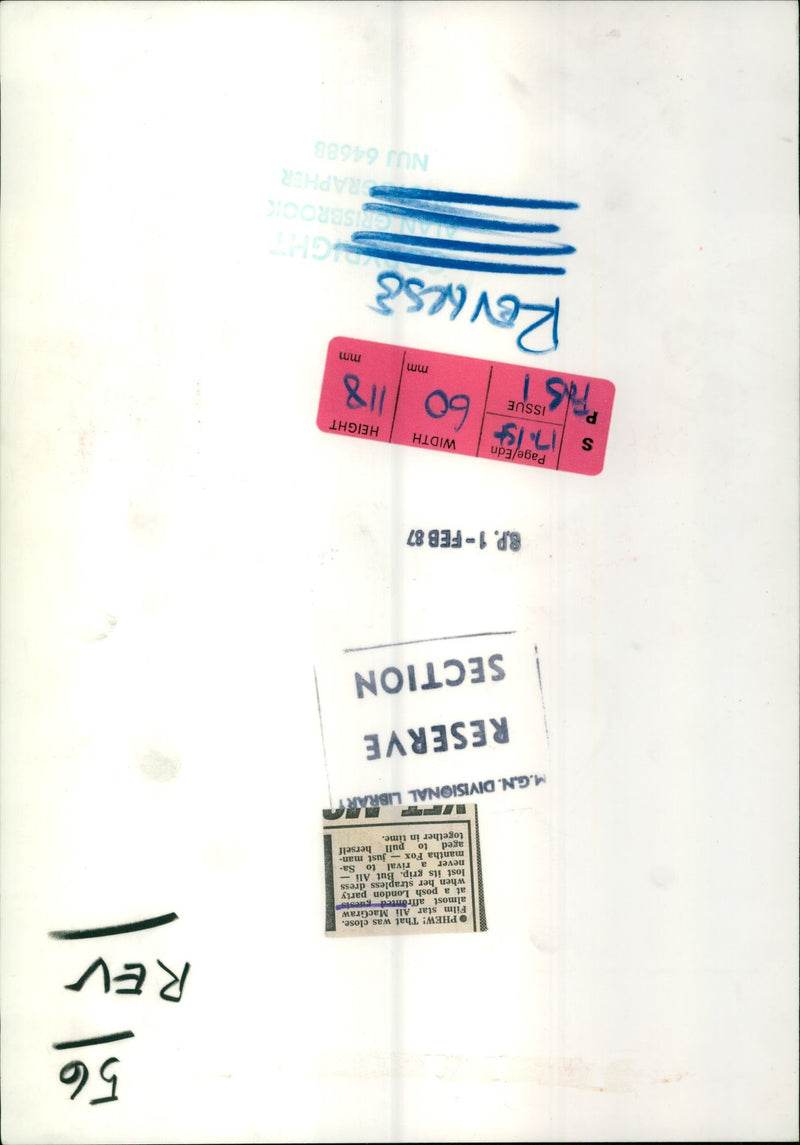 56
REV
● PHEW! That was close.
Film star Ali MacGraw
almost affronted guests
at a posh London party
when her strapless dress
lost its grip. But Ali —
never a rival to Sa-
mantha Fox — just man-
aged to pull herself
together in time.
M.G.N. DIVISIONAL LIBRARY
RESERVE
SECTION
S.P. 1-FEB 87
S
P
Page/Edn
17.
ISSUE
1
WIDTH
60
mm
HEIGHT
118
mm
REVERSE
COPYRIGHT
ALAN GRISBROOK
NUJ 64688